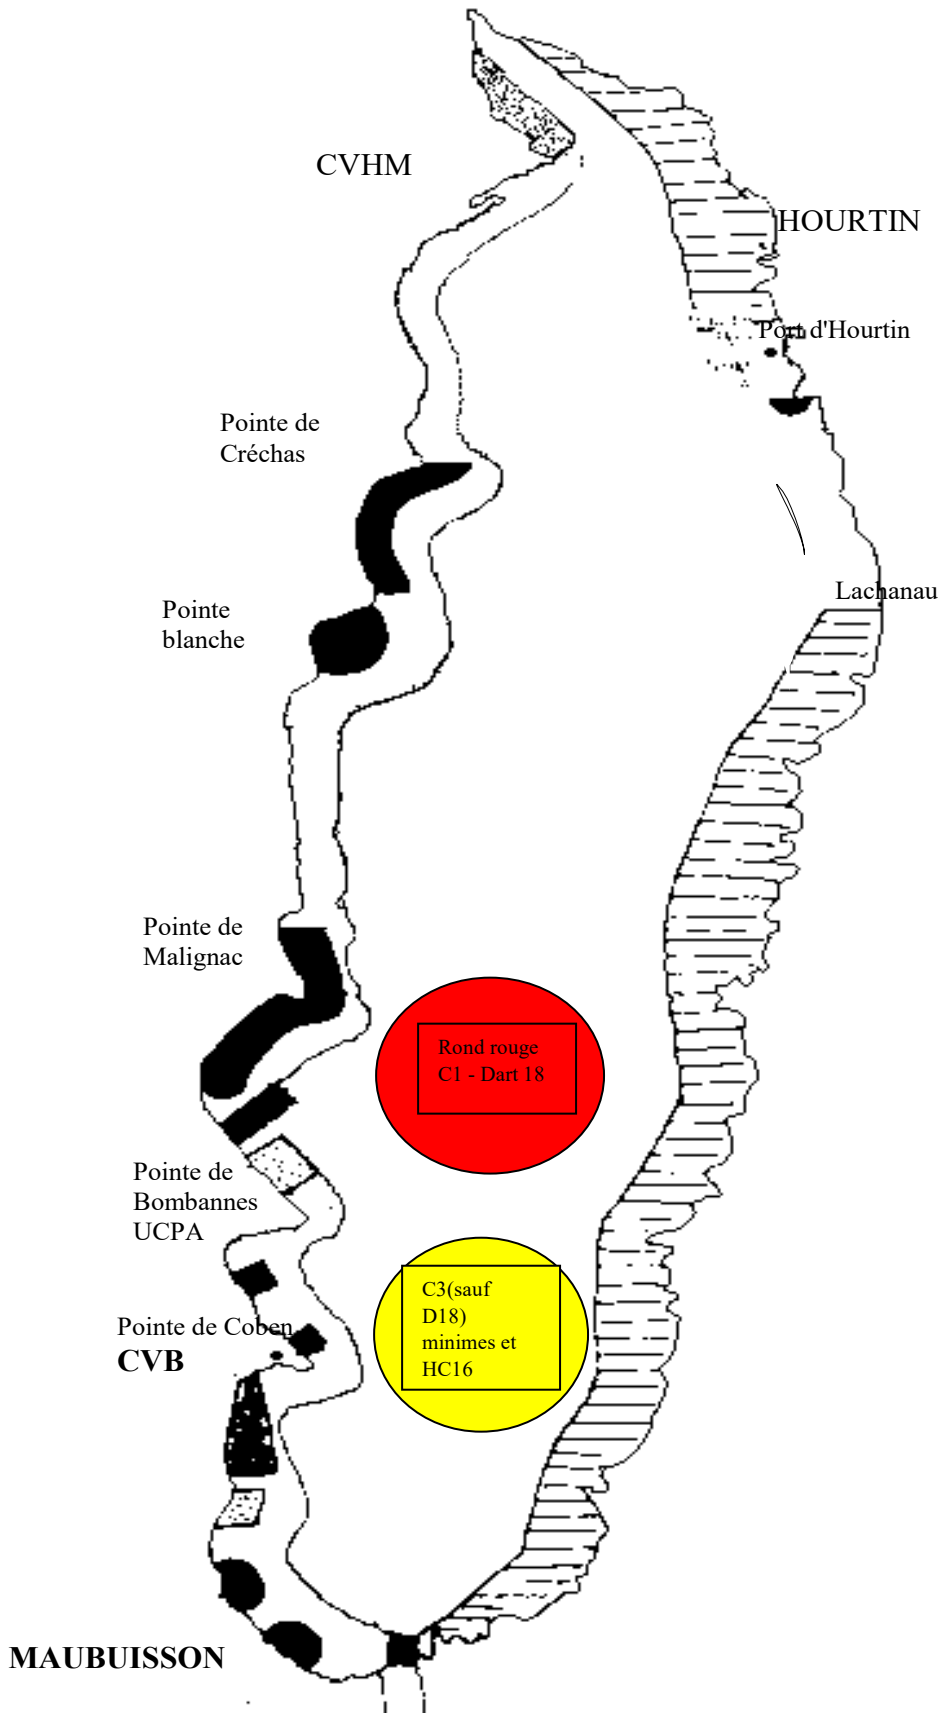 CVHM
HOURTIN
Port d'Hourtin
Pointe de
Créchas
Lachanau
Pointe
blanche
Pointe de
Malignac
Rond rouge
C1 - Dart 18
Pointe de
Bombannes
UCPA
C3(sauf
D18)
minimes et
HC16
Pointe de Coben
CVB
MAUBUISSON